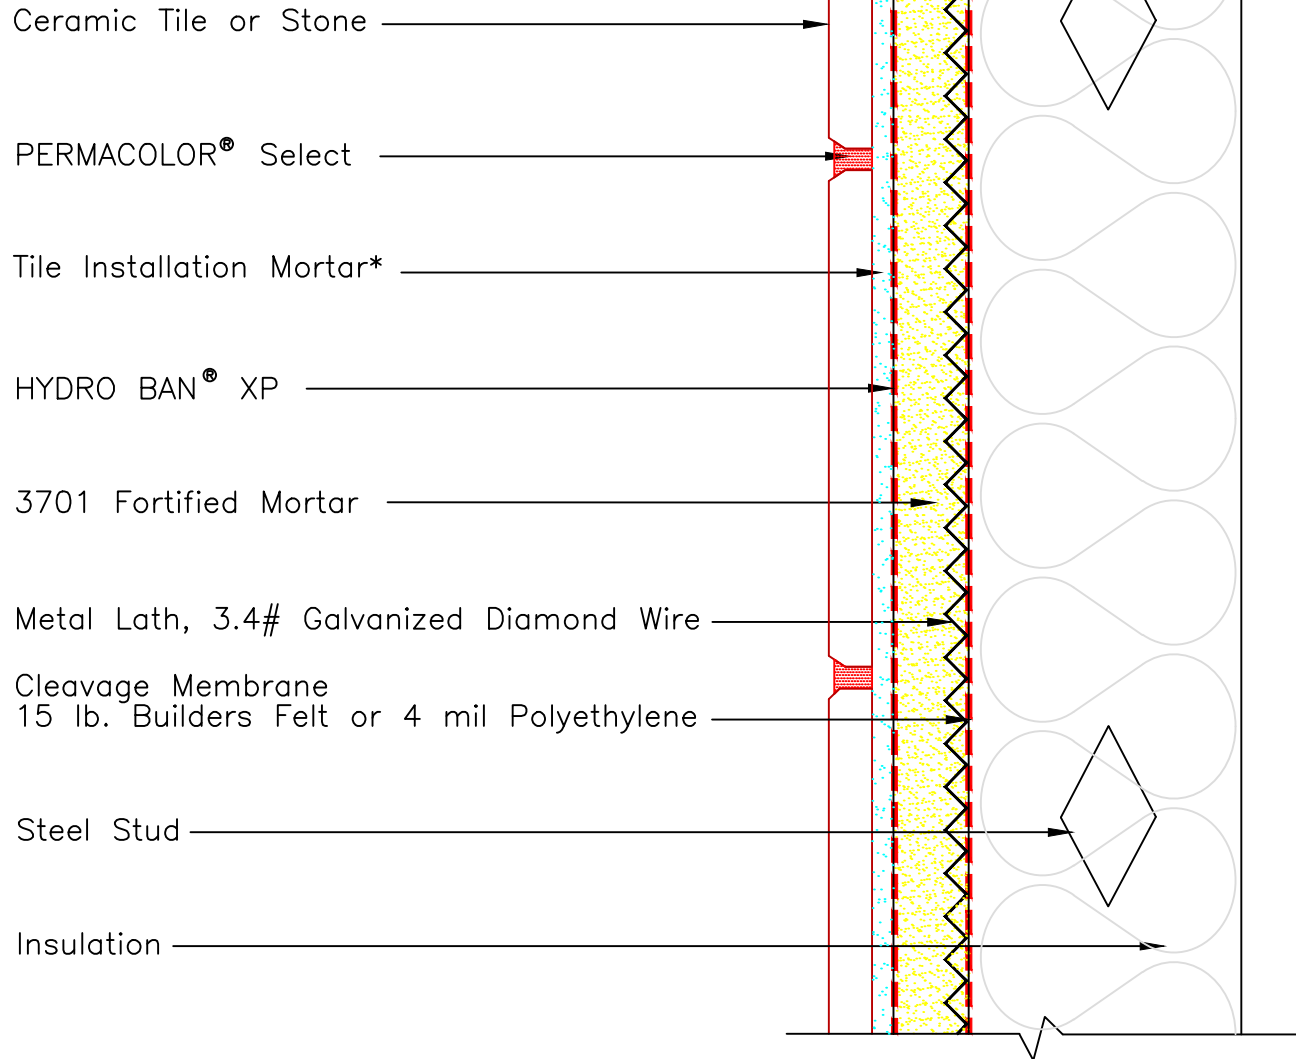 Ceramic Tile or Stone
PERMACOLOR® Select
Tile Installation Mortar*
HYDRO BAN® XP
3701 Fortified Mortar
Metal Lath, 3.4# Galvanized Diamond Wire
Cleavage Membrane
15 lb. Builders Felt or 4 mil Polyethylene
Steel Stud
Insulation